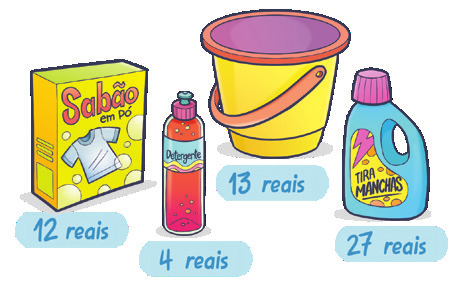 Sabão
em Pó
12 reais
Detergente
4 reais
13 reais
TIRA
MANCHAS
27 reais